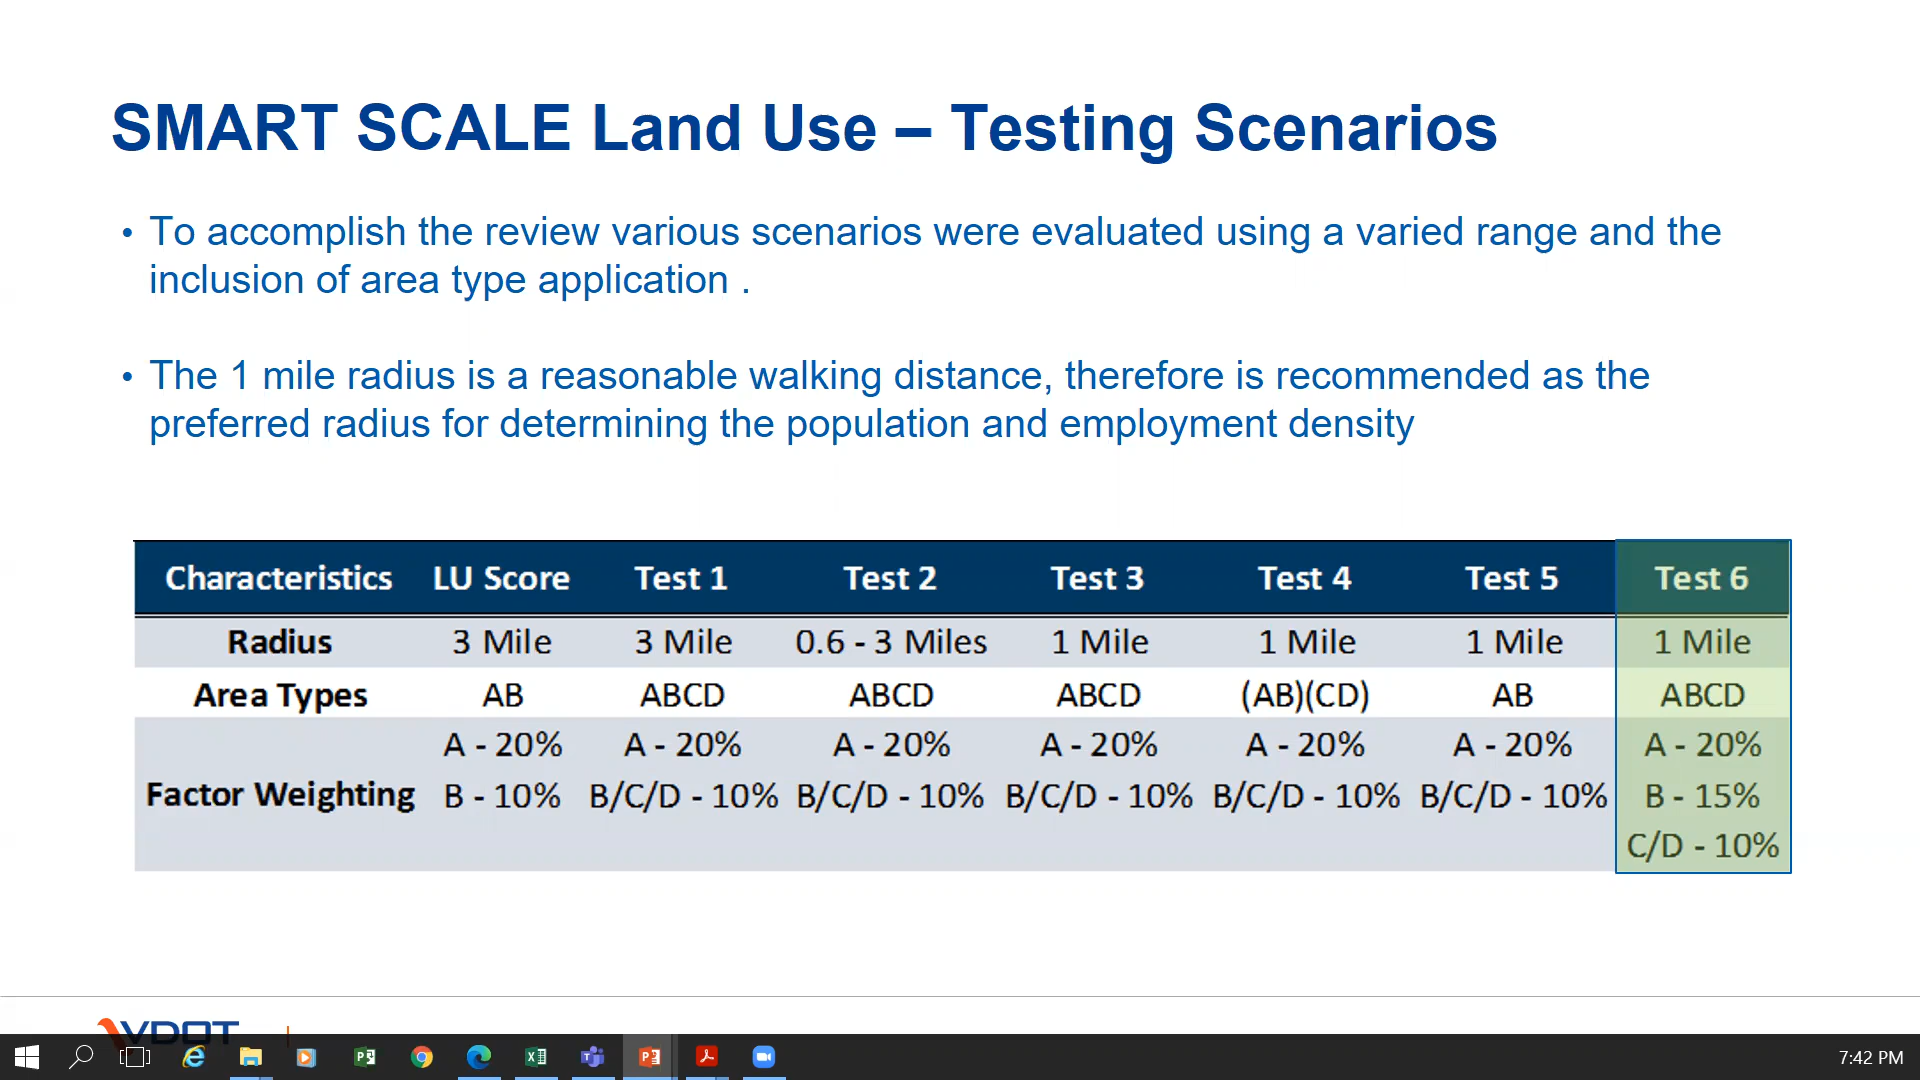 SMART SCALE Land Use – Testing Scenarios
• To accomplish the review various scenarios were evaluated using a varied range and the
inclusion of area type application .
• The 1 mile radius is a reasonable walking distance, therefore is recommended as the
preferred radius for determining the population and employment density
Characteristics LU Score Test 1 Test 2 Test 3 Test 4 Test 5 Test 6
Radius 3 Mile 3 Mile 0.6 - 3 Miles 1 Mile 1 Mile 1 Mile 1 Mile
Area Types AB ABCD ABCD ABCD (AB)(CD) AB ABCD
A - 20% A - 20% A - 20% A - 20% A - 20% A - 20% A - 20%
Factor Weighting B - 10% B/C/D - 10% B/C/D - 10% B/C/D - 10% B/C/D - 10% B/C/D - 10% B - 15%
C/D - 10%
VDOT
7:42 PM